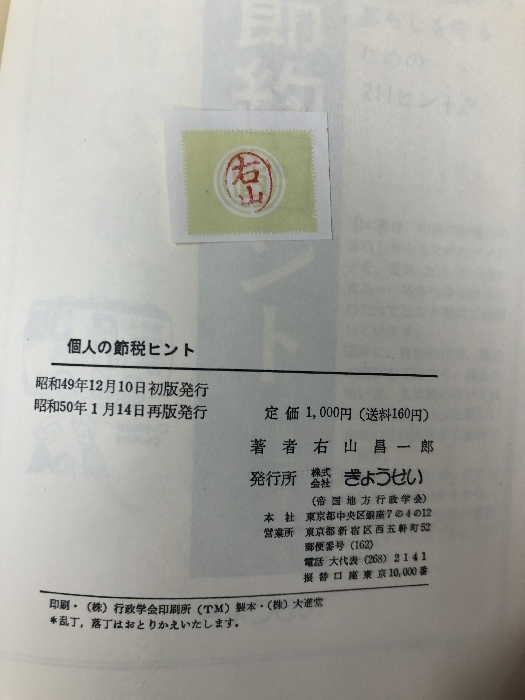 右山
個人の節税ヒント
昭和49年12月10日初版発行
昭和50年1月14日再版発行
定価 1,000円(送料160円)
著者 右山昌一郎
発行所 株式会社 ぎょうせい
(帝国地方行政学会)
本社 東京都中央区銀座7の4の12
営業所 東京都新宿区西五軒町52
郵便番号(162)
電話 大代表(268)2141
振替口座東京10,000番
印刷・(株)行政学会印刷所(TM)製本・(株)大進堂
*乱丁,落丁はおとりかえいたします。